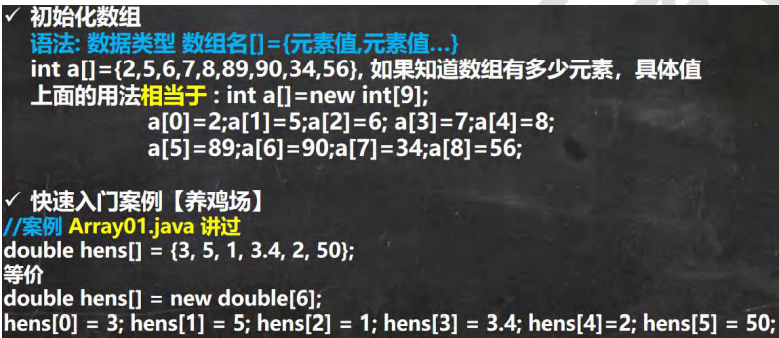 ✓ 初始化数组
语法: 数据类型 数组名[]={元素值,元素值…}
int a[]={2,5,6,7,8,89,90,34,56}, 如果知道数组有多少元素，具体值
上面的用法相当于 : int a[]=new int[9];
a[0]=2;a[1]=5;a[2]=6; a[3]=7;a[4]=8;
a[5]=89;a[6]=90;a[7]=34;a[8]=56;
✓ 快速入门案例【养鸡场】
//案例 Array01.java 讲过
double hens[] = {3, 5, 1, 3.4, 2, 50};
等价
double hens[] = new double[6];
hens[0] = 3; hens[1] = 5; hens[2] = 1; hens[3] = 3.4; hens[4]=2; hens[5] = 50;